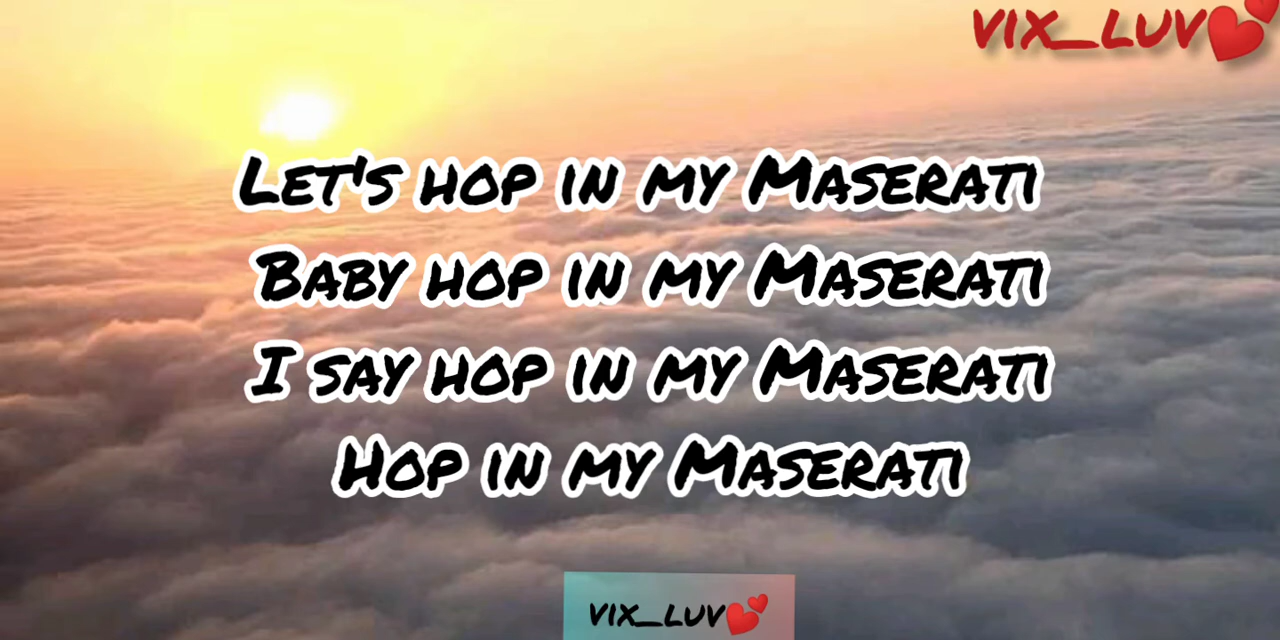 VIX_LUV💕
LET'S HOP IN MY MASERATI
BABY HOP IN MY MASERATI
I SAY HOP IN MY MASERATI
HOP IN MY MASERATI
VIX_LUV💕